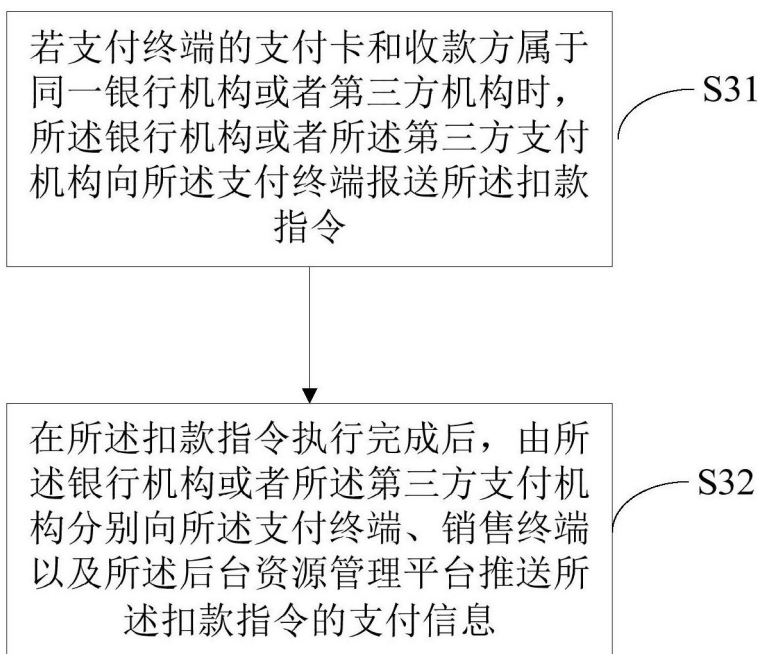 若支付终端的支付卡和收款方属于
同一银行机构或者第三方机构时，
所述银行机构或者所述第三方支付
机构向所述支付终端报送所述扣款
指令
S31
在所述扣款指令执行完成后，由所
述银行机构或者所述第三方支付机
构分别向所述支付终端、销售终端
以及所述后台资源管理平台推送所
述扣款指令的支付信息
S32